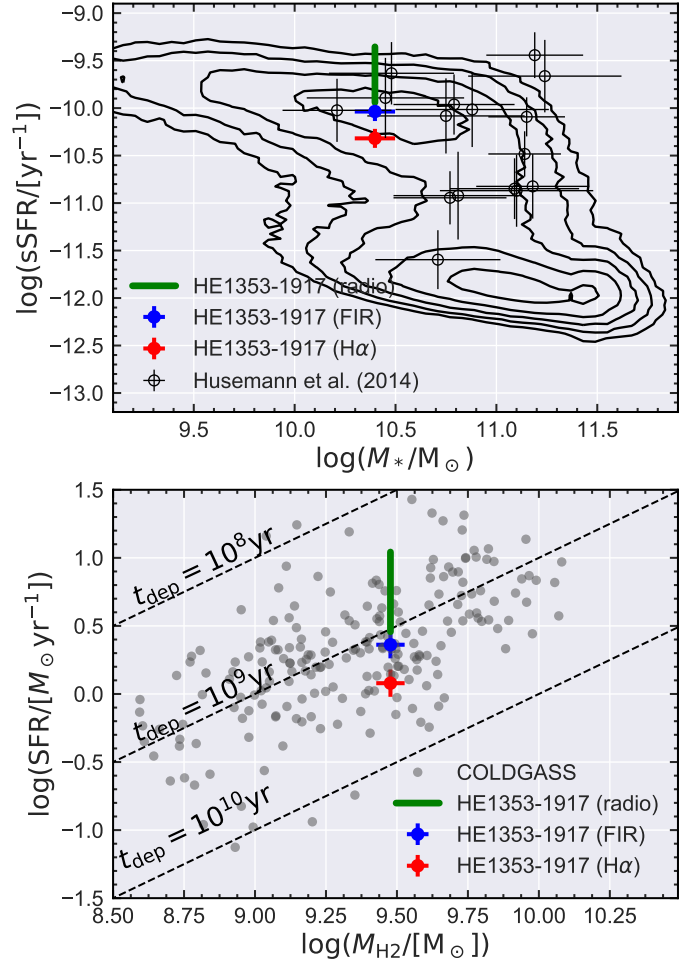 −9.0
−9.5
−10.0
−10.5
−11.0
−11.5
−12.0
−12.5
−13.0
log(sSFR/[yr⁻¹])
HE1353-1917 (radio)
HE1353-1917 (FIR)
HE1353-1917 (Hα)
Husemann et al. (2014)
9.5 10.0 10.5 11.0 11.5
log(M*/M⊙)
1.5
1.0
0.5
0.0
−0.5
−1.0
−1.5
log(SFR/[M⊙yr⁻¹])
t_dep = 10⁸yr
t_dep = 10⁹yr
t_dep = 10¹⁰yr
COLDGASS
HE1353-1917 (radio)
HE1353-1917 (FIR)
HE1353-1917 (Hα)
8.50 8.75 9.00 9.25 9.50 9.75 10.00 10.25
log(M_H2/[M⊙])